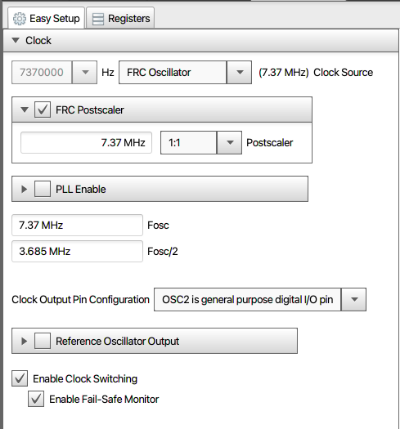 Easy Setup Registers
Clock
7370000 Hz FRC Oscillator (7.37 MHz) Clock Source
FRC Postscaler
7.37 MHz 1:1 Postscaler
PLL Enable
7.37 MHz Fosc
3.685 MHz Fosc/2
Clock Output Pin Configuration OSC2 is general purpose digital I/O pin
Reference Oscillator Output
Enable Clock Switching
Enable Fail-Safe Monitor